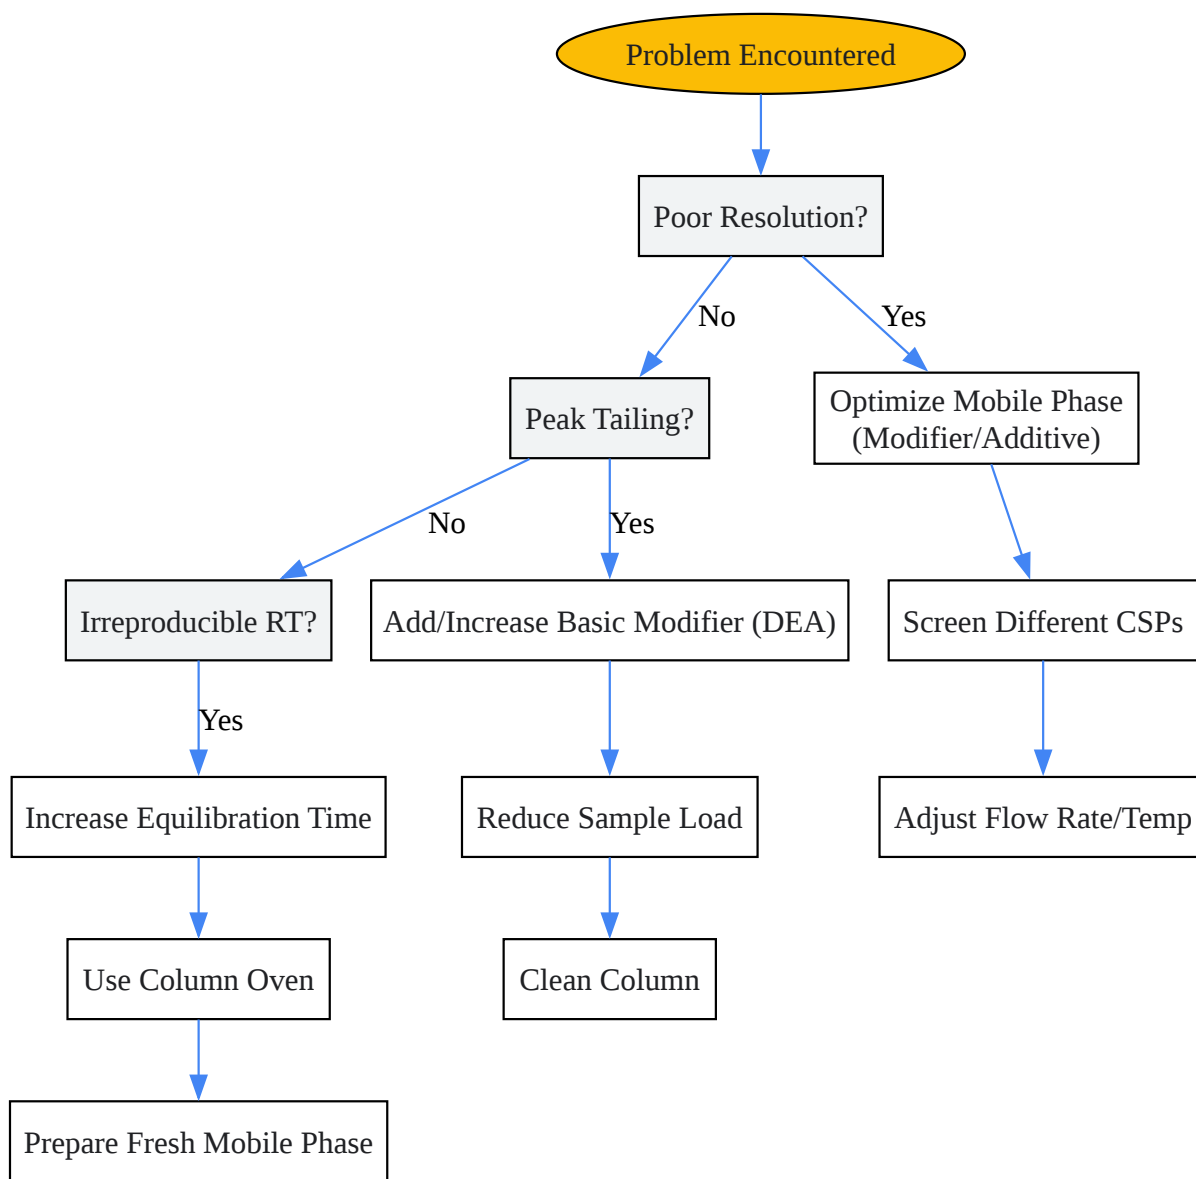 Problem Encountered
Poor Resolution?
No
Yes
Peak Tailing?
Optimize Mobile Phase
(Modifier/Additive)
No
Yes
Irreproducible RT?
Add/Increase Basic Modifier (DEA)
Screen Different CSPs
Yes
Increase Equilibration Time
Reduce Sample Load
Adjust Flow Rate/Temp
Use Column Oven
Clean Column
Prepare Fresh Mobile Phase